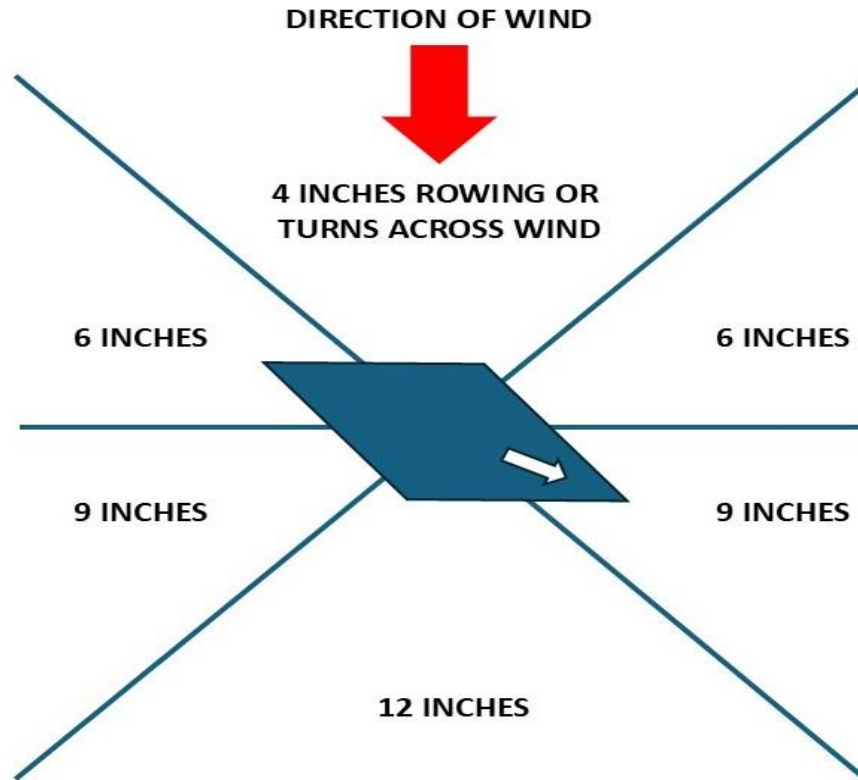 DIRECTION OF WIND
4 INCHES ROWING OR
TURNS ACROSS WIND
6 INCHES
6 INCHES
9 INCHES
9 INCHES
12 INCHES